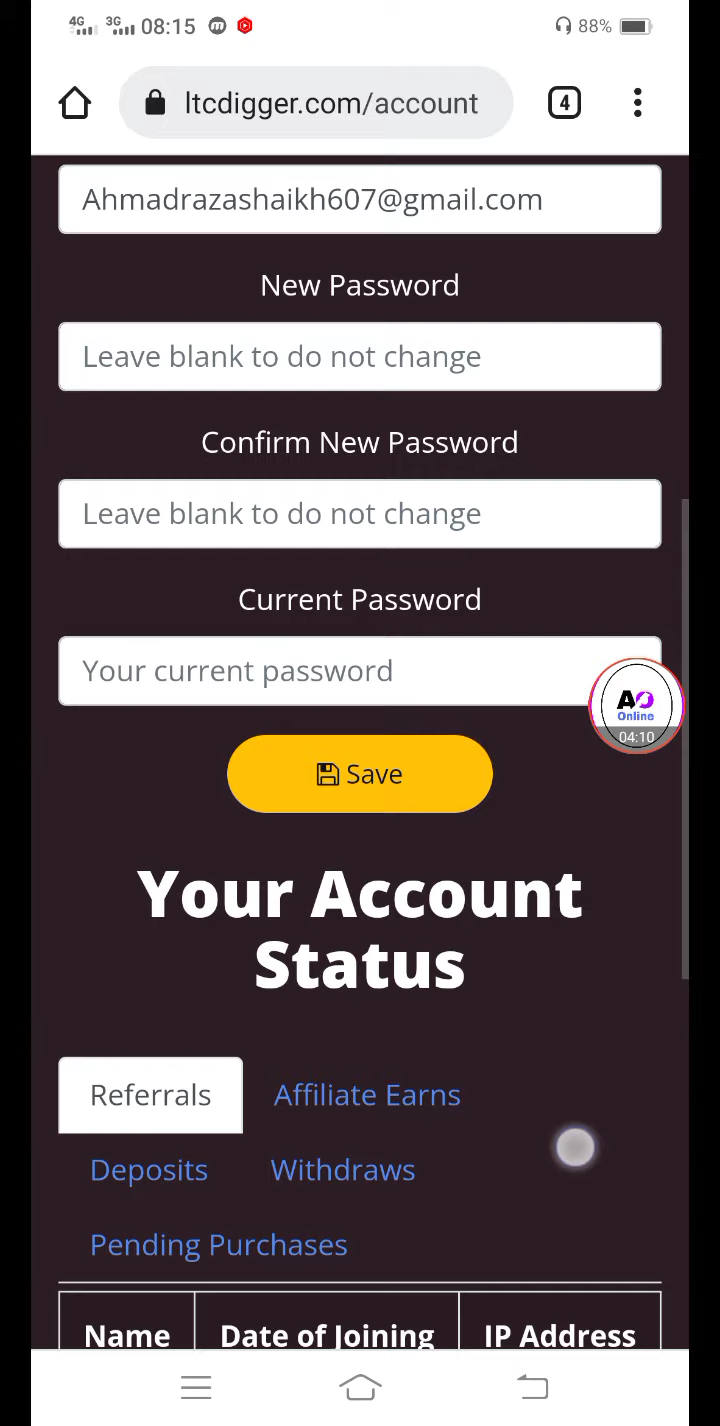 4G 3G 08:15 88%
ltcdigger.com/account 4
Ahmadrazashaikh607@gmail.com
New Password
Leave blank to do not change
Confirm New Password
Leave blank to do not change
Current Password
Your current password
AO
Online
04:10
Save
Your Account
Status
Referrals Affiliate Earns
Deposits Withdraws
Pending Purchases
Name Date of Joining IP Address